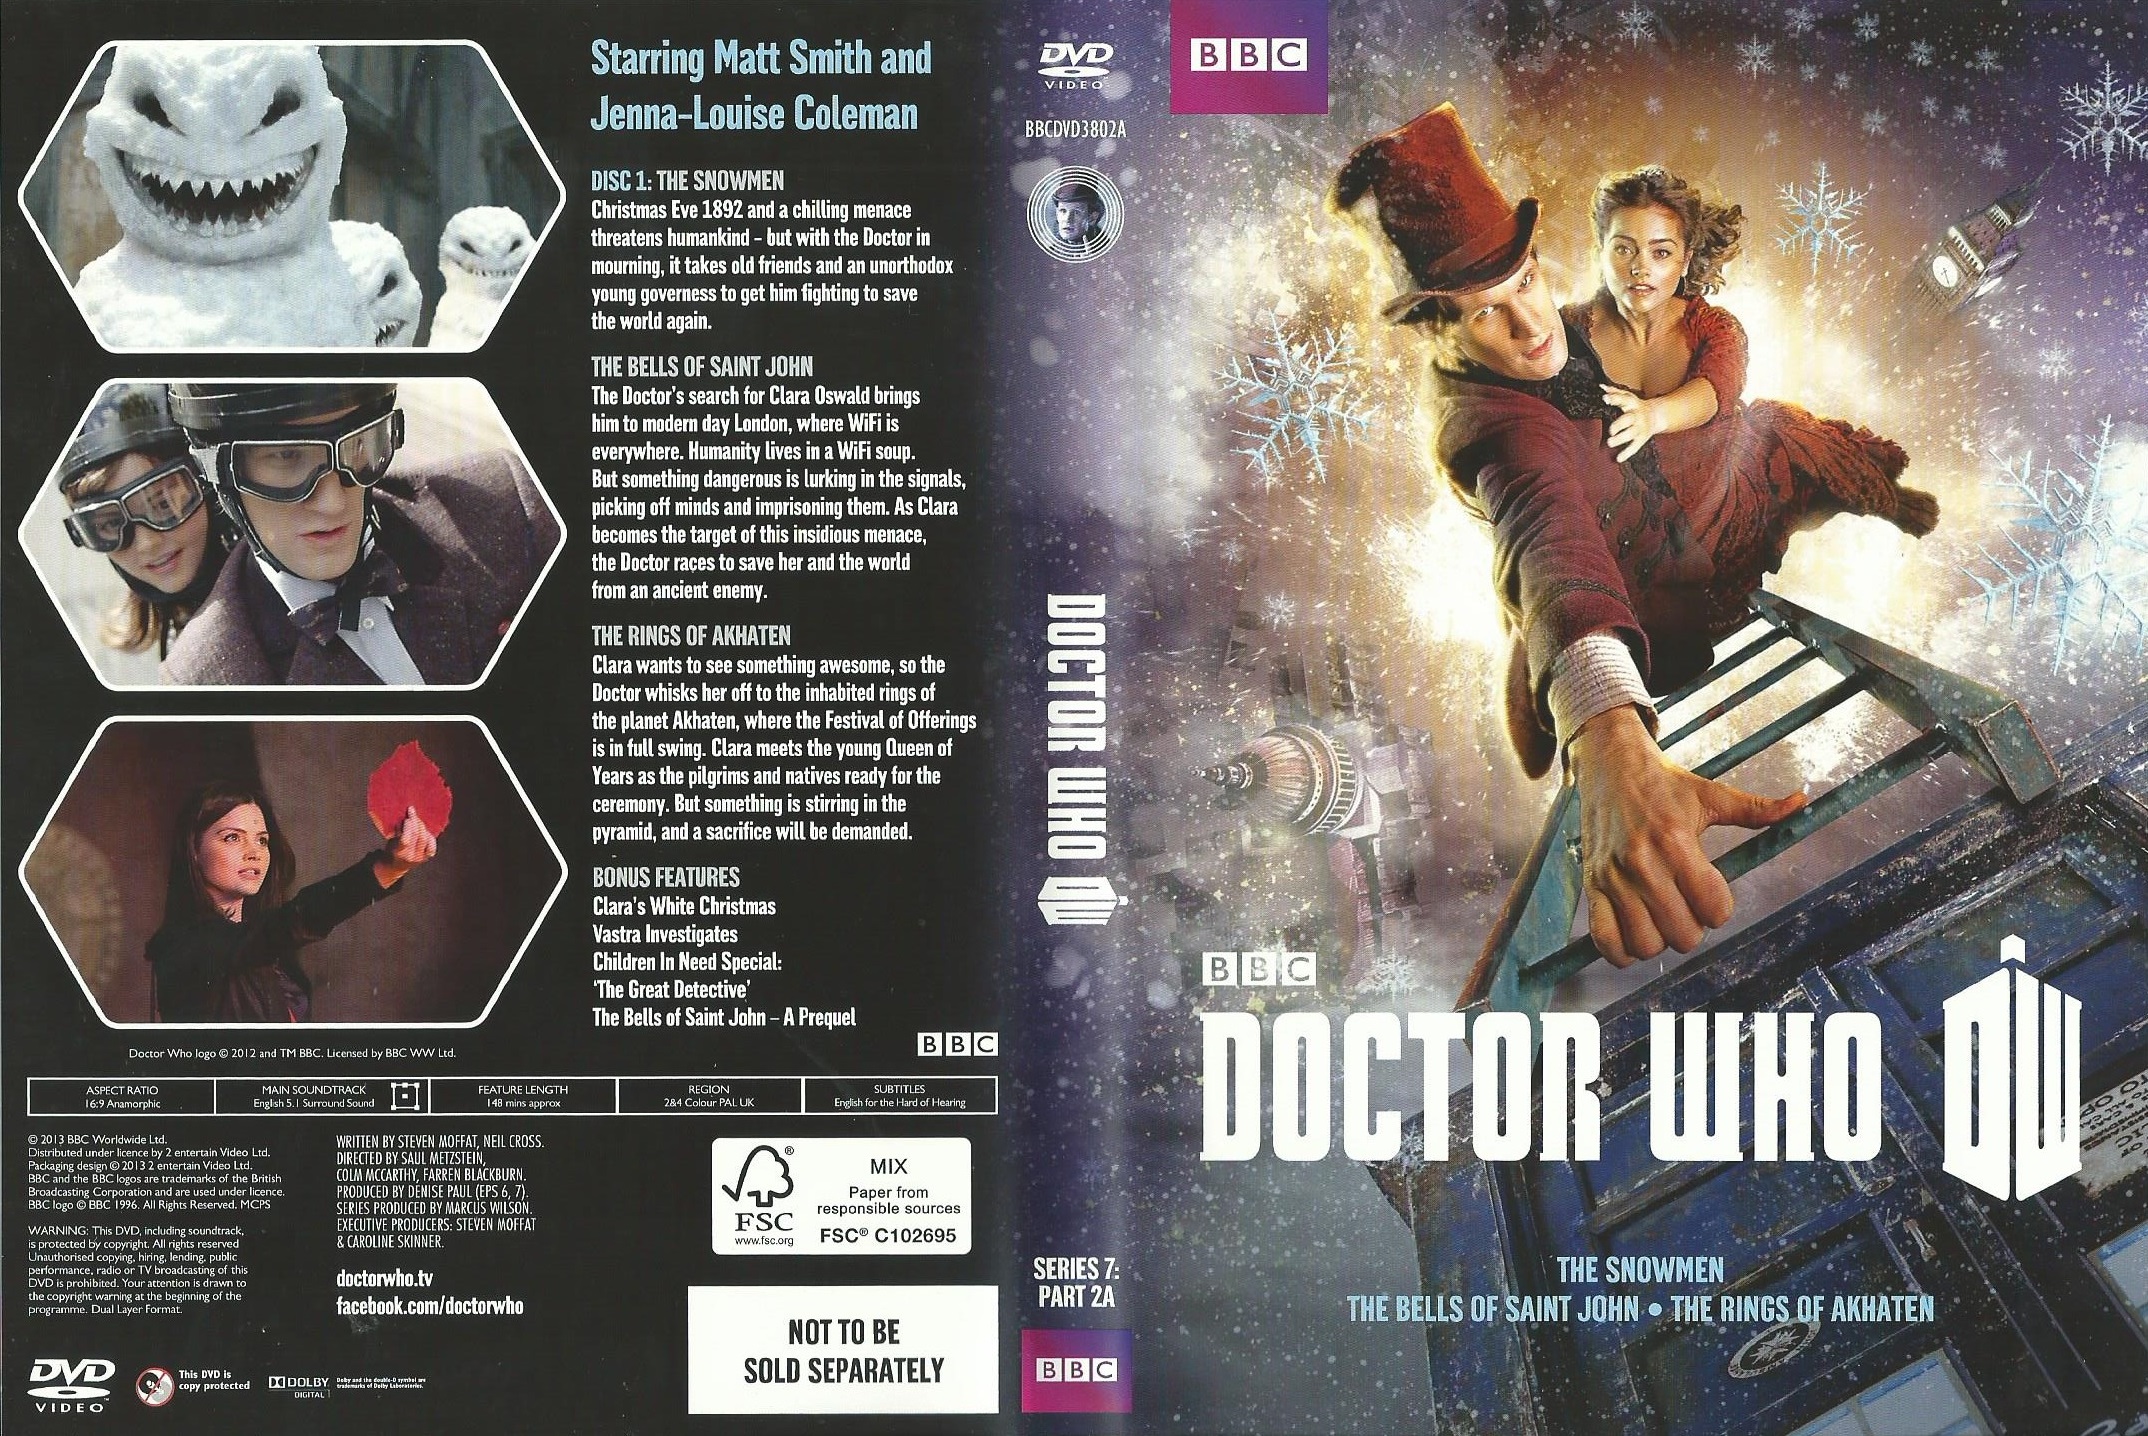 Starring Matt Smith and
Jenna-Louise Coleman
DISC 1: THE SNOWMEN
Christmas Eve 1892 and a chilling menace
threatens humankind – but with the Doctor in
mourning, it takes old friends and an unorthodox
young governess to get him fighting to save
the world again.
THE BELLS OF SAINT JOHN
The Doctor's search for Clara Oswald brings
him to modern day London, where WiFi is
everywhere. Humanity lives in a WiFi soup.
But something dangerous is lurking in the signals,
picking off minds and imprisoning them. As Clara
becomes the target of this insidious menace,
the Doctor races to save her and the world
from an ancient enemy.
THE RINGS OF AKHATEN
Clara wants to see something awesome, so the
Doctor whisks her off to the inhabited rings of
the planet Akhaten, where the Festival of Offerings
is in full swing. Clara meets the young Queen of
Years as the pilgrims and natives ready for the
ceremony. But something is stirring in the
pyramid, and a sacrifice will be demanded.
BONUS FEATURES
Clara's White Christmas
Vastra Investigates
Children In Need Special:
'The Great Detective'
The Bells of Saint John – A Prequel
BBC
Doctor Who logo © 2012 and TM BBC. Licensed by BBC WW Ltd.
ASPECT RATIO
16:9 Anamorphic
MAIN SOUNDTRACK
English 5.1 Surround Sound
FEATURE LENGTH
148 mins approx
REGION
2&4 Colour PAL UK
SUBTITLES
English for the Hard of Hearing
© 2013 BBC Worldwide Ltd.
Distributed under licence by 2 entertain Video Ltd.
Packaging design © 2013 2 entertain Video Ltd.
BBC and the BBC logos are trademarks of the British
Broadcasting Corporation and are used under licence.
BBC logo © BBC 1996. All Rights Reserved. MCPS
WARNING: This DVD, including soundtrack,
is protected by copyright. All rights reserved
Unauthorised copying, hiring, lending, public
performance, radio or TV broadcasting of this
DVD is prohibited. Your attention is drawn to
the copyright warning at the beginning of the
programme. Dual Layer Format.
WRITTEN BY STEVEN MOFFAT, NEIL CROSS.
DIRECTED BY SAUL METZSTEIN,
COLM MCCARTHY, FARREN BLACKBURN.
PRODUCED BY DENISE PAUL (EPS 6, 7).
SERIES PRODUCED BY MARCUS WILSON.
EXECUTIVE PRODUCERS: STEVEN MOFFAT
& CAROLINE SKINNER.
doctorwho.tv
facebook.com/doctorwho
®
FSC
www.fsc.org
MIX
Paper from
responsible sources
FSC® C102695
NOT TO BE
SOLD SEPARATELY
DVD
VIDEO
This DVD is
copy protected
DOLBY
DIGITAL
Dolby and the double-D symbol are
trademarks of Dolby Laboratories.
DVD
VIDEO
BBCDVD3802A
DOCTOR WHO
DW
SERIES 7:
PART 2A
BBC
BBC
BBC
DOCTOR WHO
DW
THE SNOWMEN
THE BELLS OF SAINT JOHN • THE RINGS OF AKHATEN